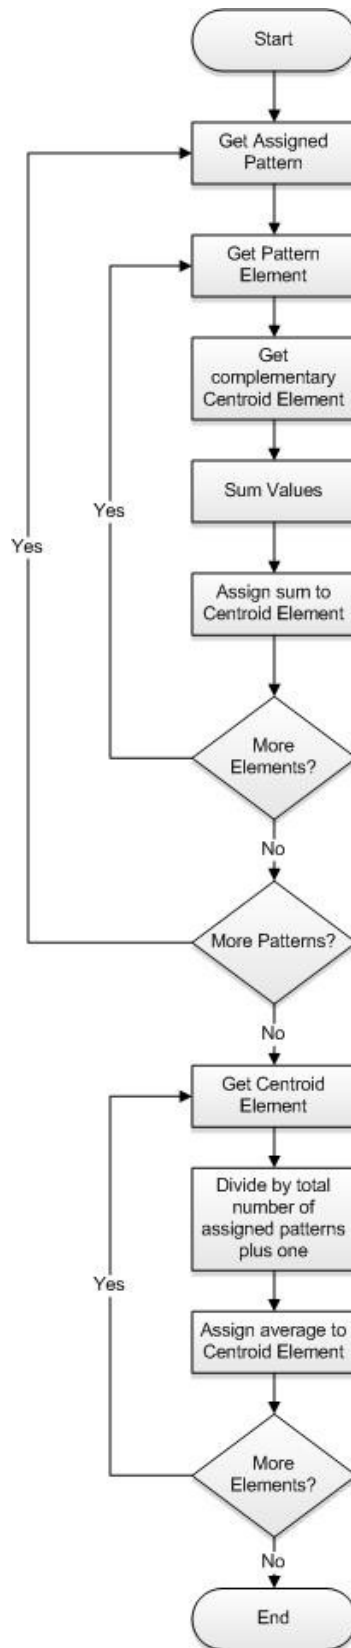 Start
Get Assigned
Pattern
Get Pattern
Element
Get
complementary
Centroid Element
Yes
Sum Values
Yes
Assign sum to
Centroid Element
More
Elements?
No
More Patterns?
No
Get Centroid
Element
Divide by total
number of
assigned patterns
plus one
Yes
Assign average to
Centroid Element
More
Elements?
No
End